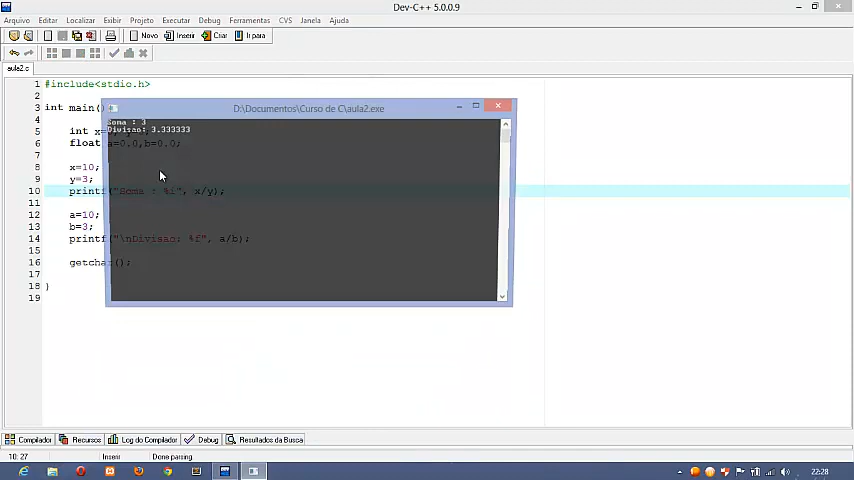 Dev-C++ 5.0.0.9
Arquivo Editar Localizar Exibir Projeto Executar Debug Ferramentas CVS Janela Ajuda
Novo Inserir Criar Ir para
aula2.c
1 #include<stdio.h>
2
3 int main()
D:\Documentos\Curso de C\aula2.exe
Soma : 3
Divisao: 3.333333
4
5 int x=
6 float a=0.0,b=0.0;
7
8 x=10;
9 y=3;
10 printf("Soma : %i", x/y);
11
12 a=10;
13 b=3;
14 printf("\nDivisao: %f", a/b);
15
16 getchar();
17
18 }
19
Compilador Recursos Log do Compilador Debug Resultados da Busca
10: 27 Inserir Done parsing
22:28